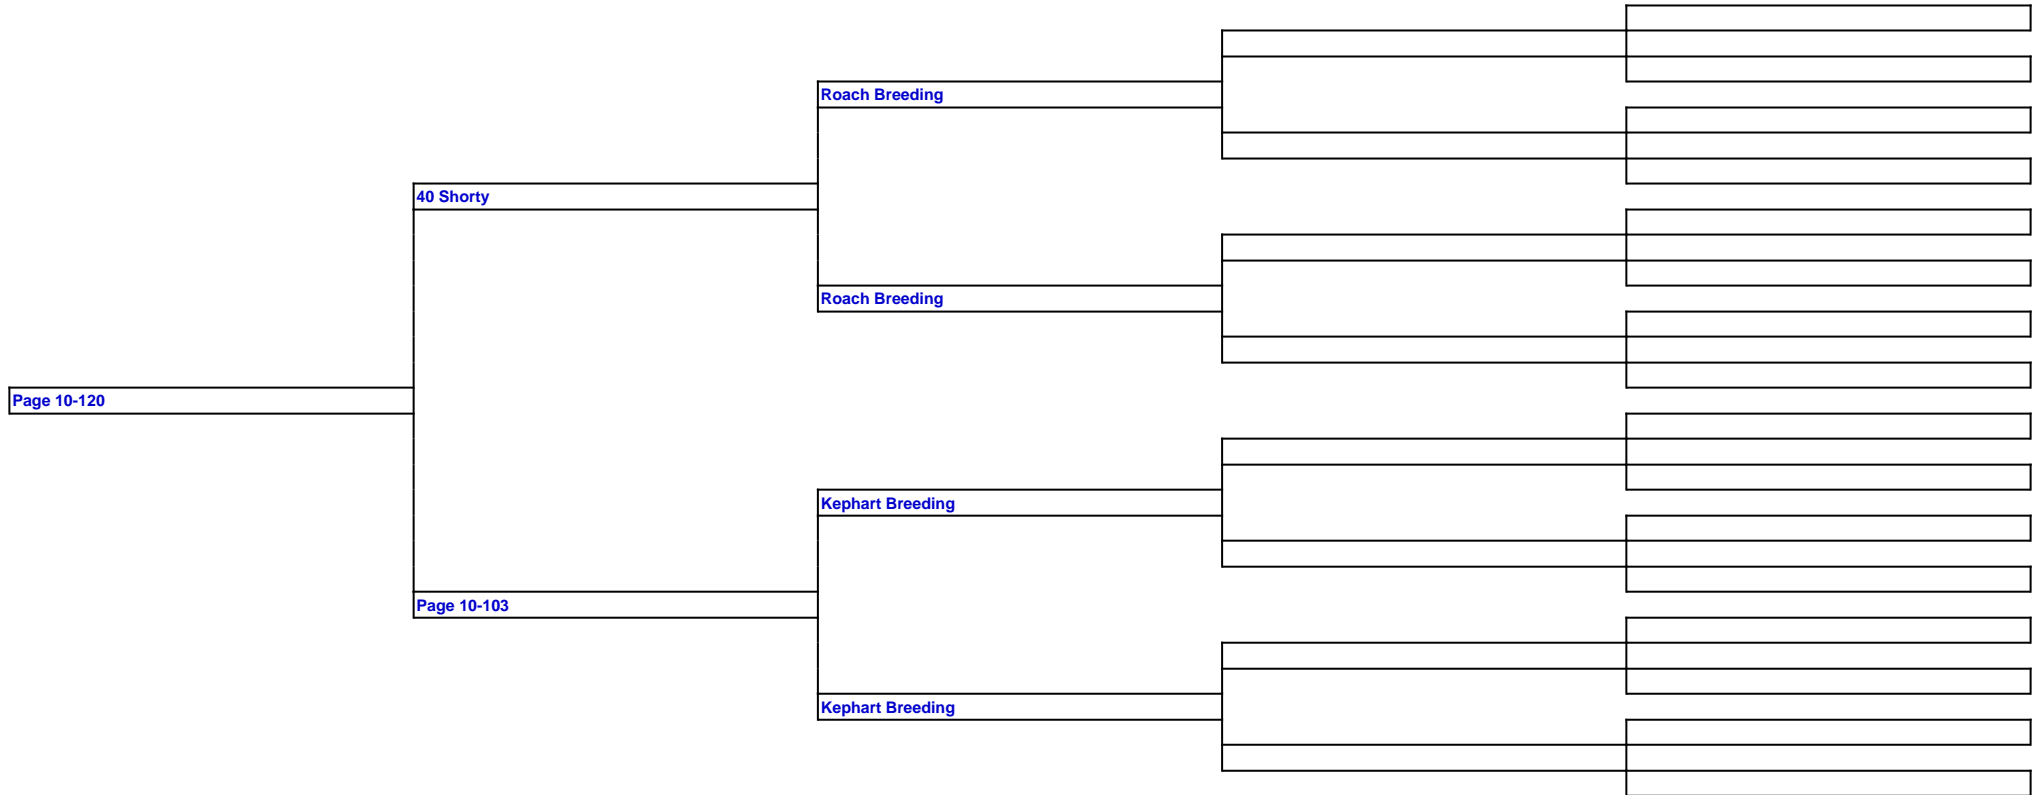 Roach Breeding
40 Shorty
Roach Breeding
Page 10-120
Kephart Breeding
Page 10-103
Kephart Breeding